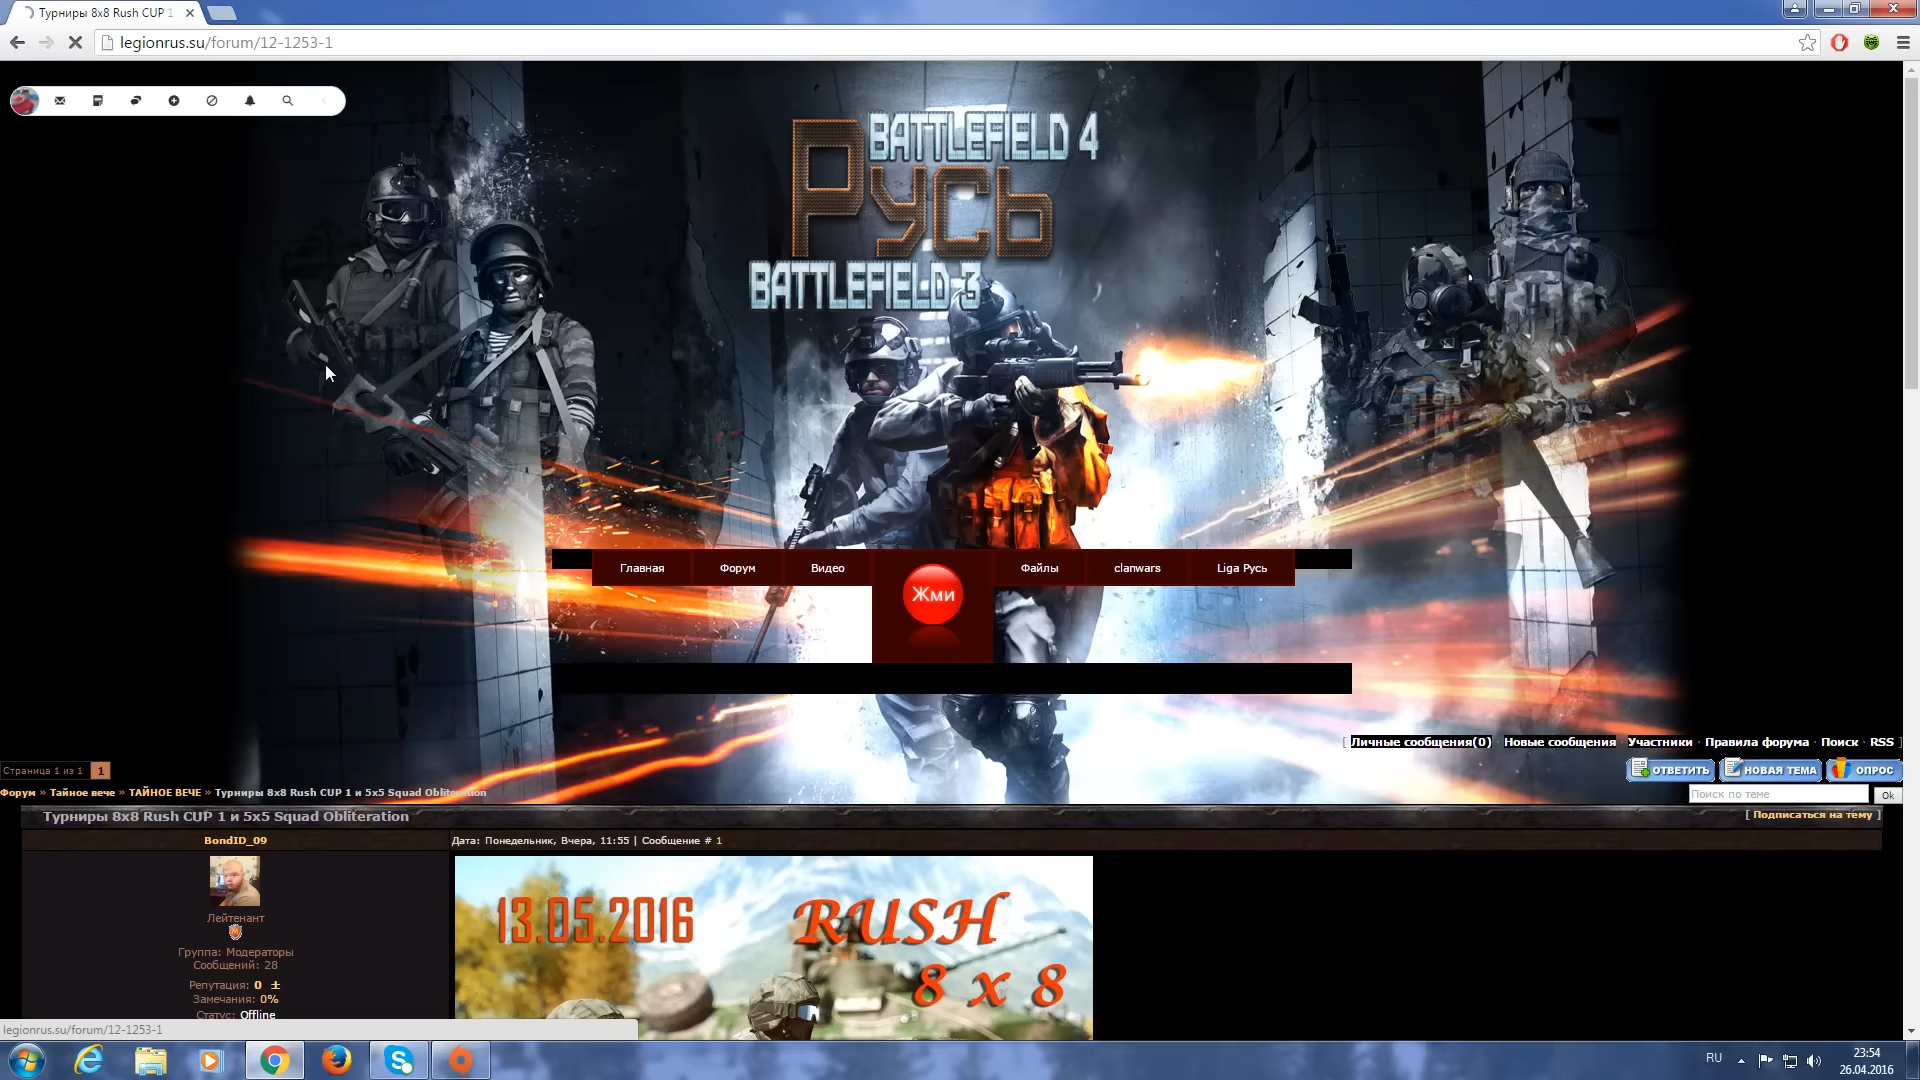 Турниры 8x8 Rush CUP 1
legionrus.su/forum/12-1253-1
BATTLEFIELD 4
Русь
BATTLEFIELD 3
Главная
Форум
Видео
Жми
Файлы
clanwars
Liga Русь
[ Личные сообщения(0) · Новые сообщения · Участники · Правила форума · Поиск · RSS ]
Страница 1 из 1
1
ОТВЕТИТЬ
НОВАЯ ТЕМА
ОПРОС
Форум » Тайное вече » ТАЙНОЕ ВЕЧЕ » Турниры 8x8 Rush CUP 1 и 5x5 Squad Obliteration
Поиск по теме
Ok
Турниры 8x8 Rush CUP 1 и 5x5 Squad Obliteration
[ Подписаться на тему ]
BondID_09
Дата: Понедельник, Вчера, 11:55 | Сообщение # 1
Лейтенант
Группа: Модераторы
Сообщений: 28
Репутация: 0 ±
Замечания: 0%
Статус: Offline
13.05.2016
RUSH
8 x 8
legionrus.su/forum/12-1253-1
RU
23:54
26.04.2016